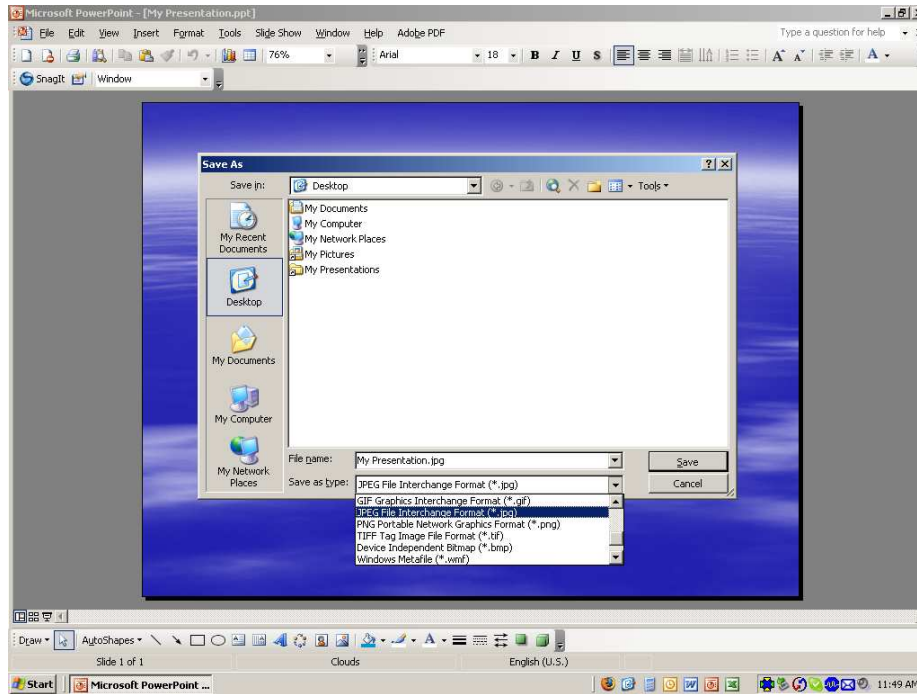 Microsoft PowerPoint - [My Presentation.ppt]
File Edit View Insert Format Tools Slide Show Window Help Adobe PDF Type a question for help
76% Arial 18 B I U S A A A
SnagIt Window
Save As
Save in: Desktop Tools
My Documents
My Computer
My Network Places
My Pictures
My Presentations
My Recent
Documents
Desktop
My Documents
My Computer
My Network
Places
File name: My Presentation.jpg Save
Save as type: JPEG File Interchange Format (*.jpg) Cancel
GIF Graphics Interchange Format (*.gif)
JPEG File Interchange Format (*.jpg)
PNG Portable Network Graphics Format (*.png)
TIFF Tag Image File Format (*.tif)
Device Independent Bitmap (*.bmp)
Windows Metafile (*.wmf)
Draw AutoShapes A
Slide 1 of 1 Clouds English (U.S.)
Start Microsoft PowerPoint ... 11:49 AM